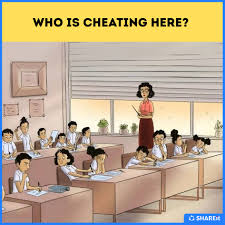 WHO IS CHEATING HERE?
SHAREit